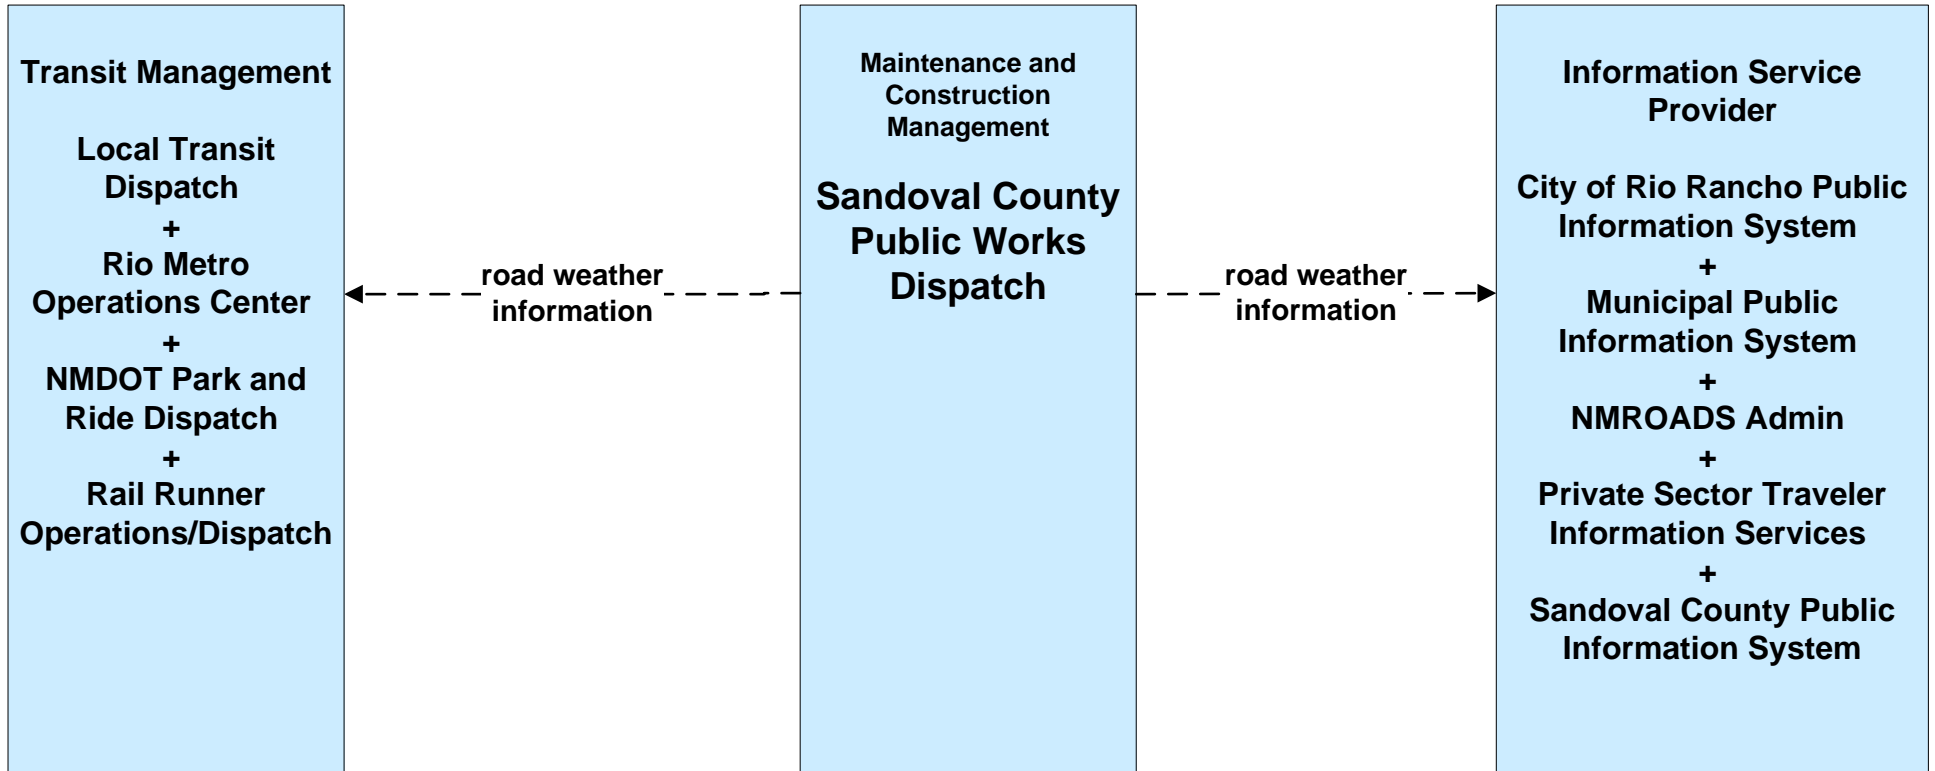 Transit Management
Local Transit
Dispatch
+
Rio Metro
Operations Center
+
NMDOT Park and
Ride Dispatch
+
Rail Runner
Operations/Dispatch
road weather
information
Maintenance and
Construction
Management
Sandoval County
Public Works
Dispatch
road weather
information
Information Service
Provider
City of Rio Rancho Public
Information System
+
Municipal Public
Information System
+
NMROADS Admin
+
Private Sector Traveler
Information Services
+
Sandoval County Public
Information System